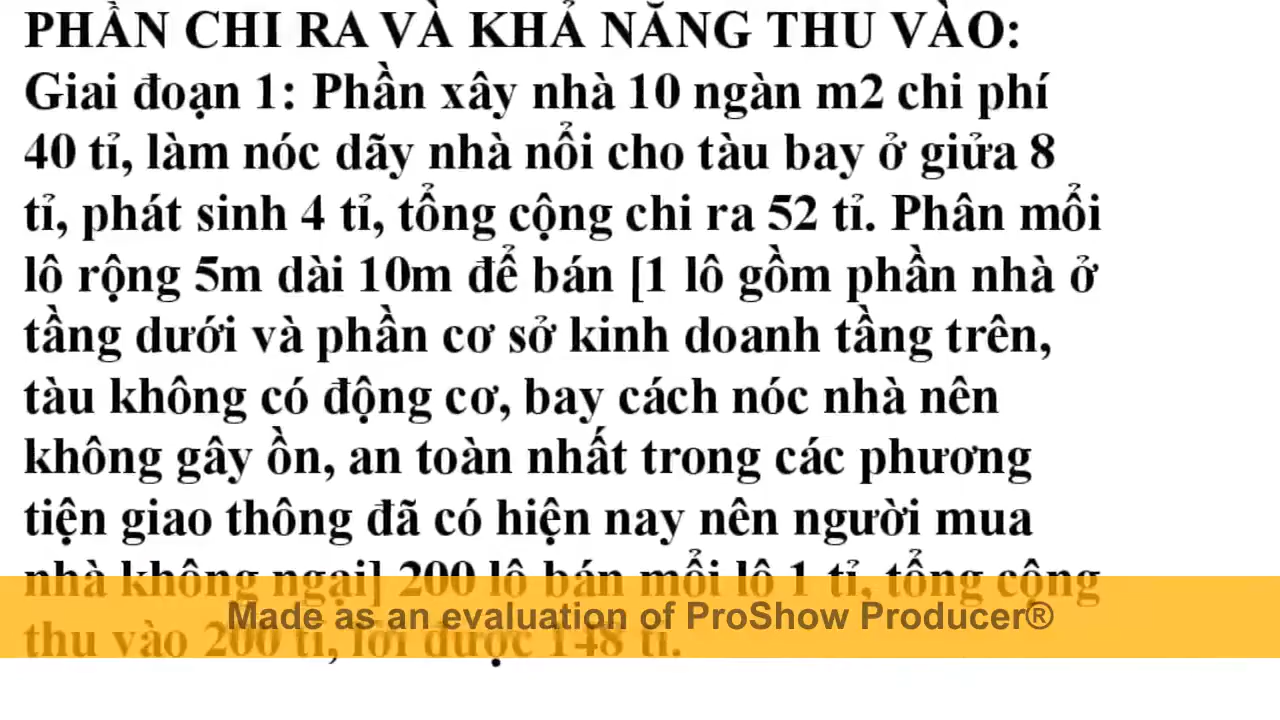 PHẦN CHI RA VÀ KHẢ NĂNG THU VÀO:
Giai đoạn 1: Phần xây nhà 10 ngàn m2 chi phí
40 tỉ, làm nóc dãy nhà nổi cho tàu bay ở giửa 8
tỉ, phát sinh 4 tỉ, tổng cộng chi ra 52 tỉ. Phân mổi
lô rộng 5m dài 10m để bán [1 lô gồm phần nhà ở
tầng dưới và phần cơ sở kinh doanh tầng trên,
tàu không có động cơ, bay cách nóc nhà nên
không gây ồn, an toàn nhất trong các phương
tiện giao thông đã có hiện nay nên người mua
nhà không ngại] 200 lô bán mổi lô 1 tỉ, tổng cộng
Made as an evaluation of ProShow Producer®
thu vào 200 tỉ, lời được 148 tỉ.